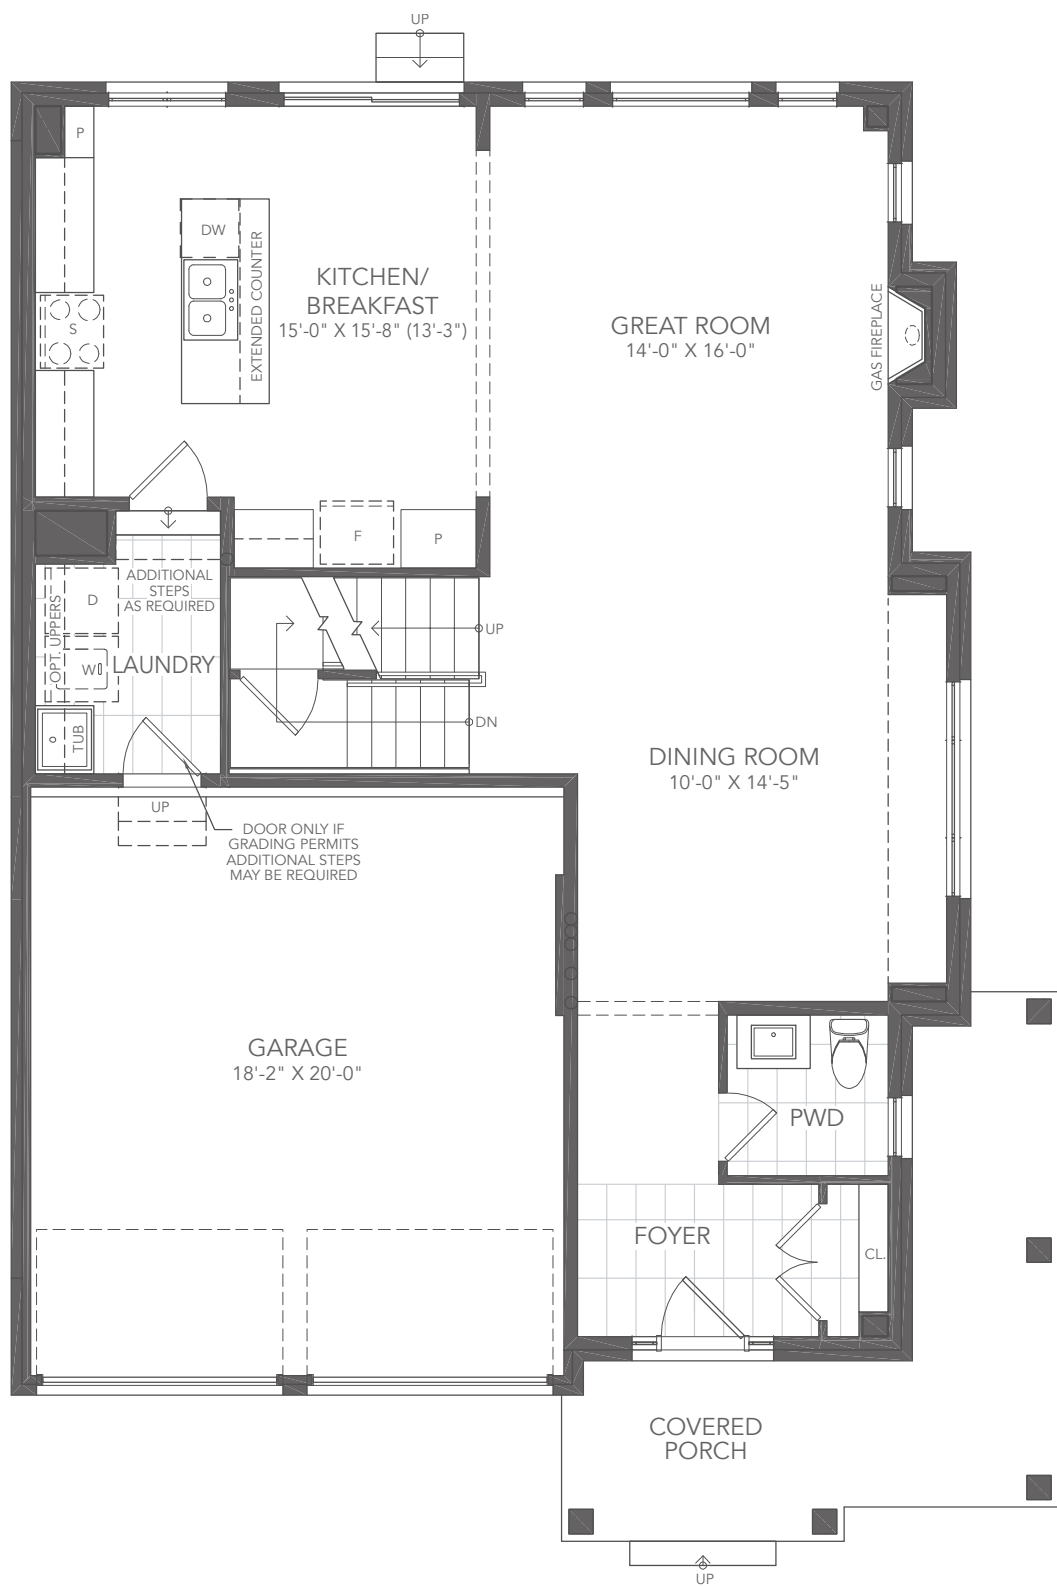 UP
P
DW
EXTENDED COUNTER
KITCHEN/
BREAKFAST
15'-0" X 15'-8" (13'-3")
S
GREAT ROOM
14'-0" X 16'-0"
GAS FIREPLACE
F
P
ADDITIONAL
STEPS
AS REQUIRED
D
OPT. UPPERS
W
LAUNDRY
TUB
UP
DN
DINING ROOM
10'-0" X 14'-5"
UP
DOOR ONLY IF
GRADING PERMITS
ADDITIONAL STEPS
MAY BE REQUIRED
GARAGE
18'-2" X 20'-0"
PWD
FOYER
CL.
COVERED
PORCH
UP